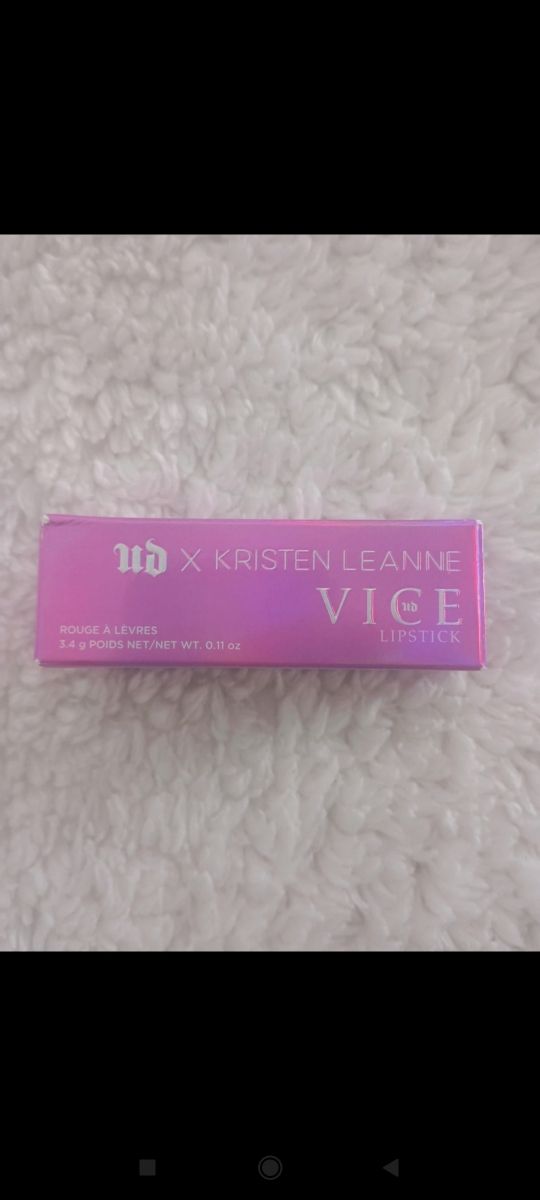 ud X KRISTEN LEANNE
VICE
ud
LIPSTICK
ROUGE À LÈVRES
3.4 g POIDS NET/NET WT. 0.11 oz